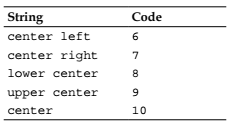 String Code
center left 6
center right 7
lower center 8
upper center 9
center 10